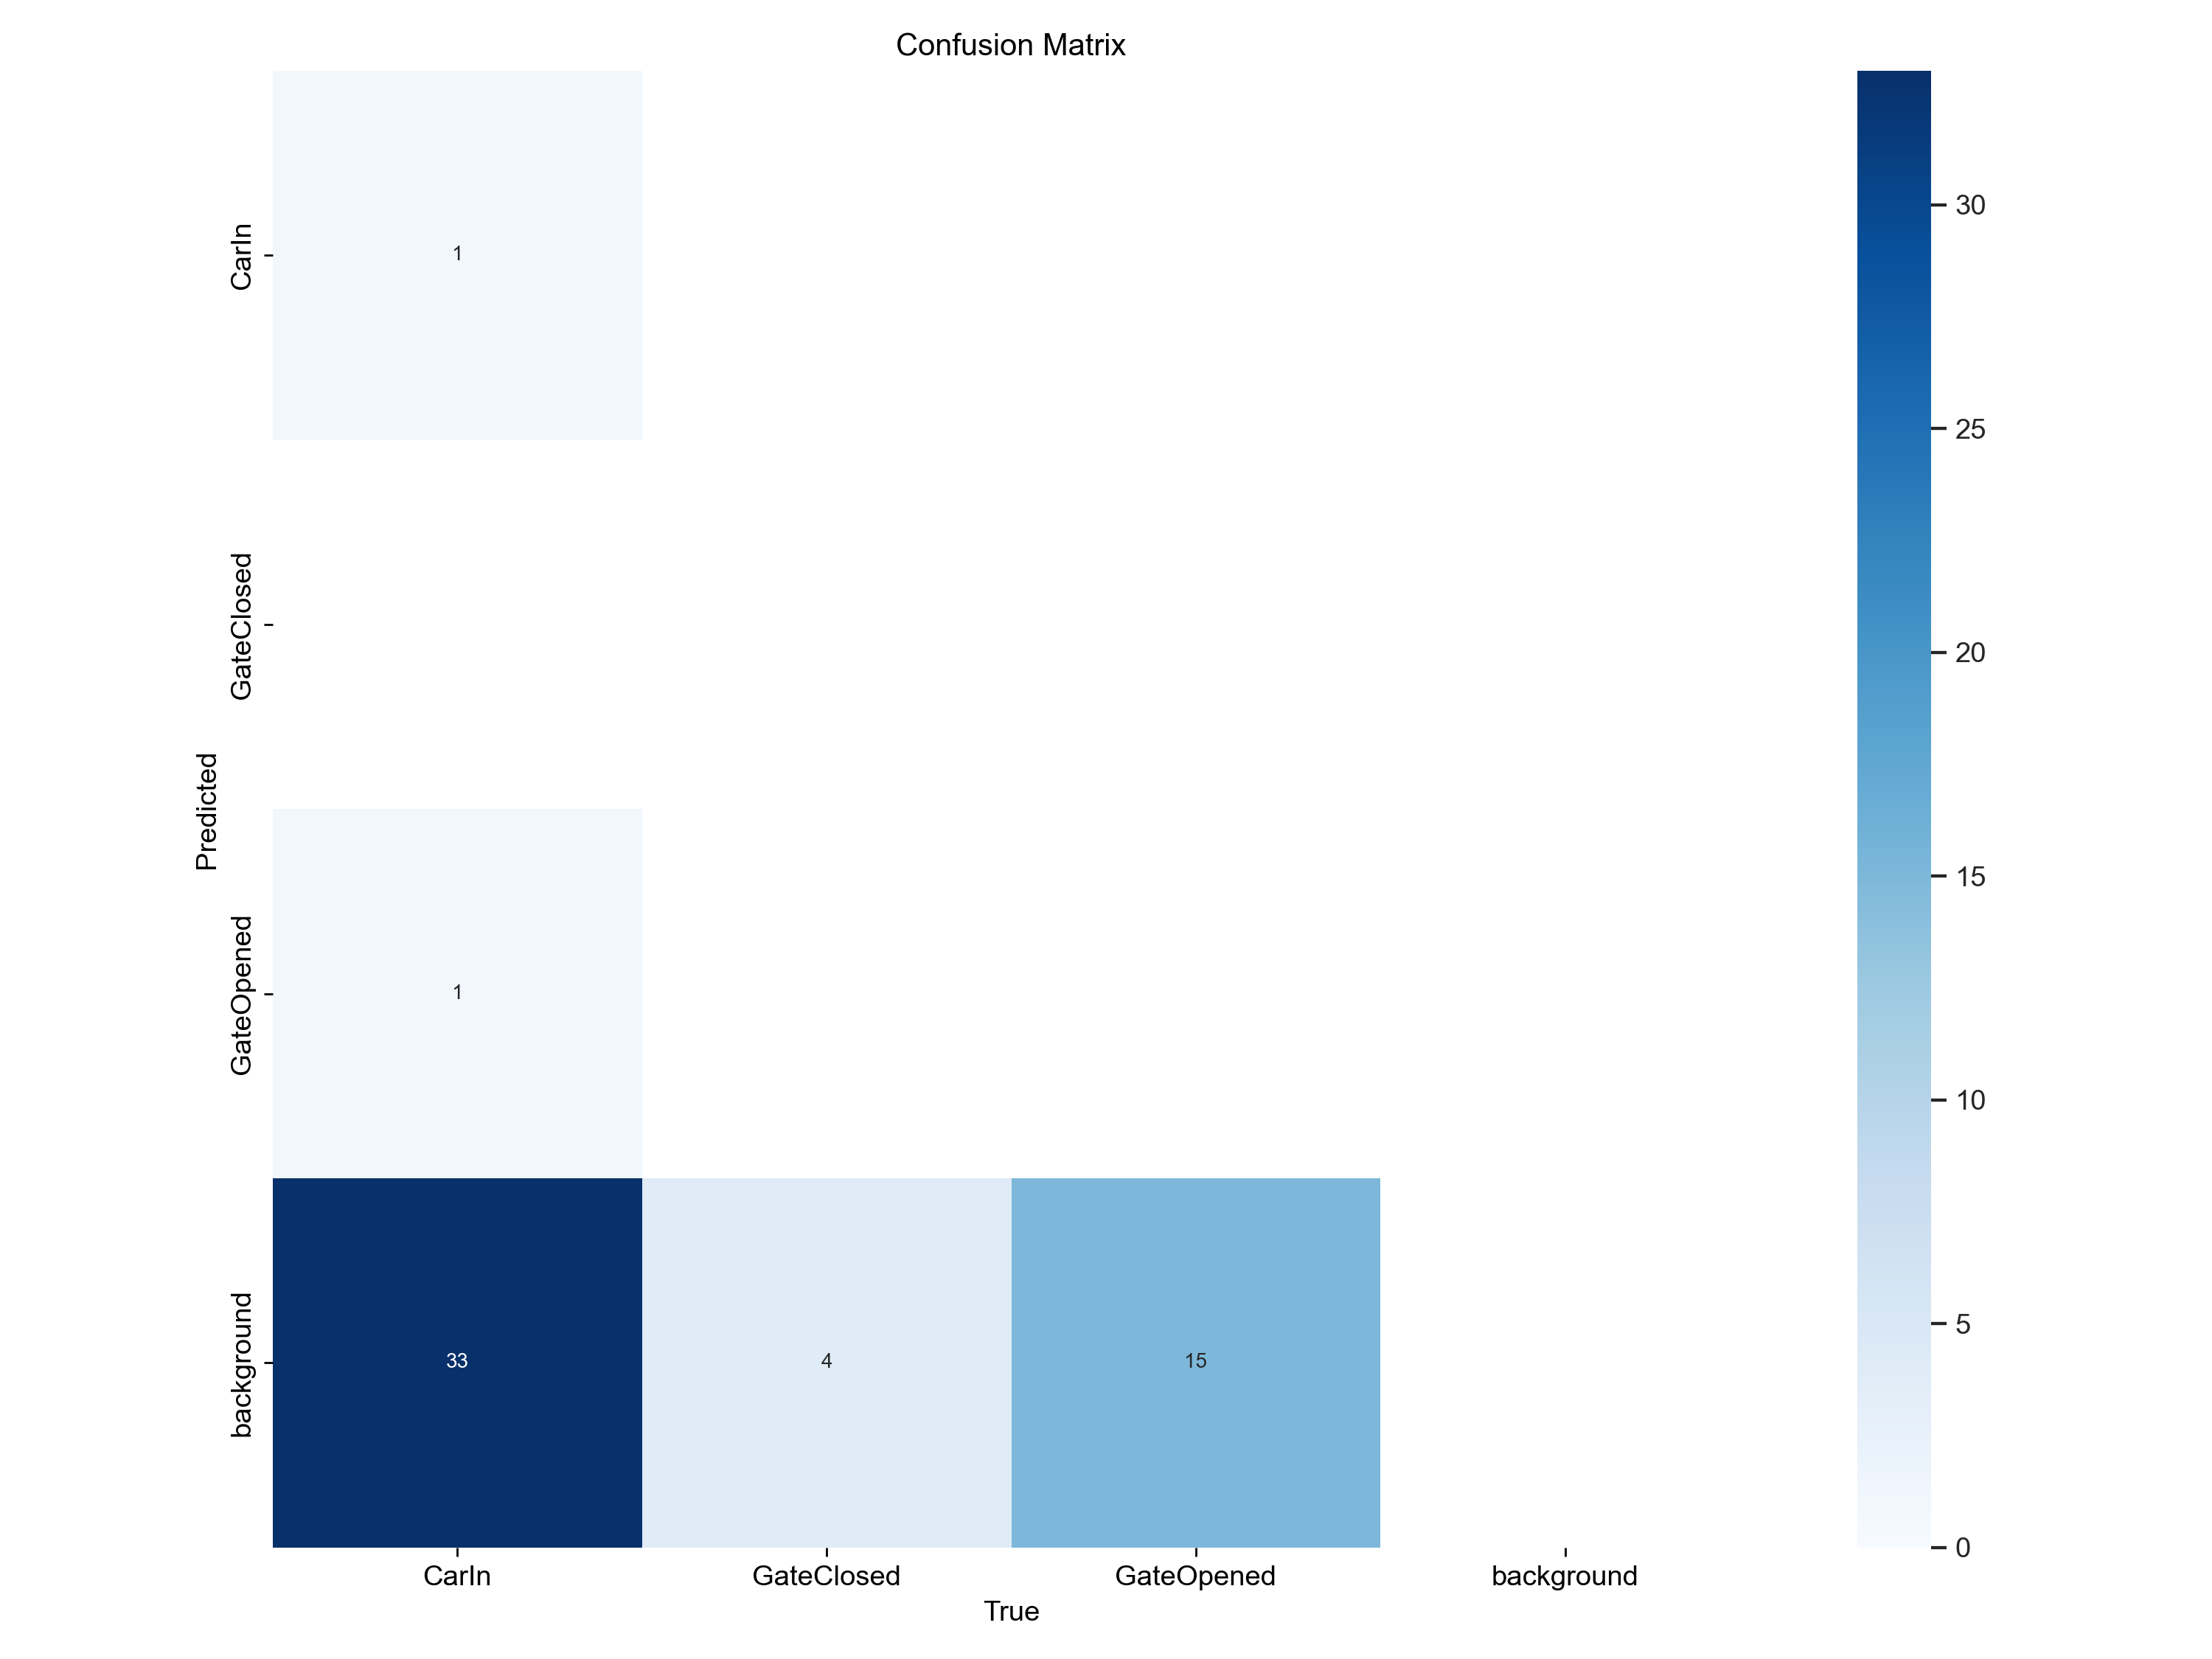 Confusion Matrix
CarIn
GateClosed
GateOpened
background
Predicted
1
1
33 4 15
CarIn GateClosed GateOpened background
True
30
25
20
15
10
5
0